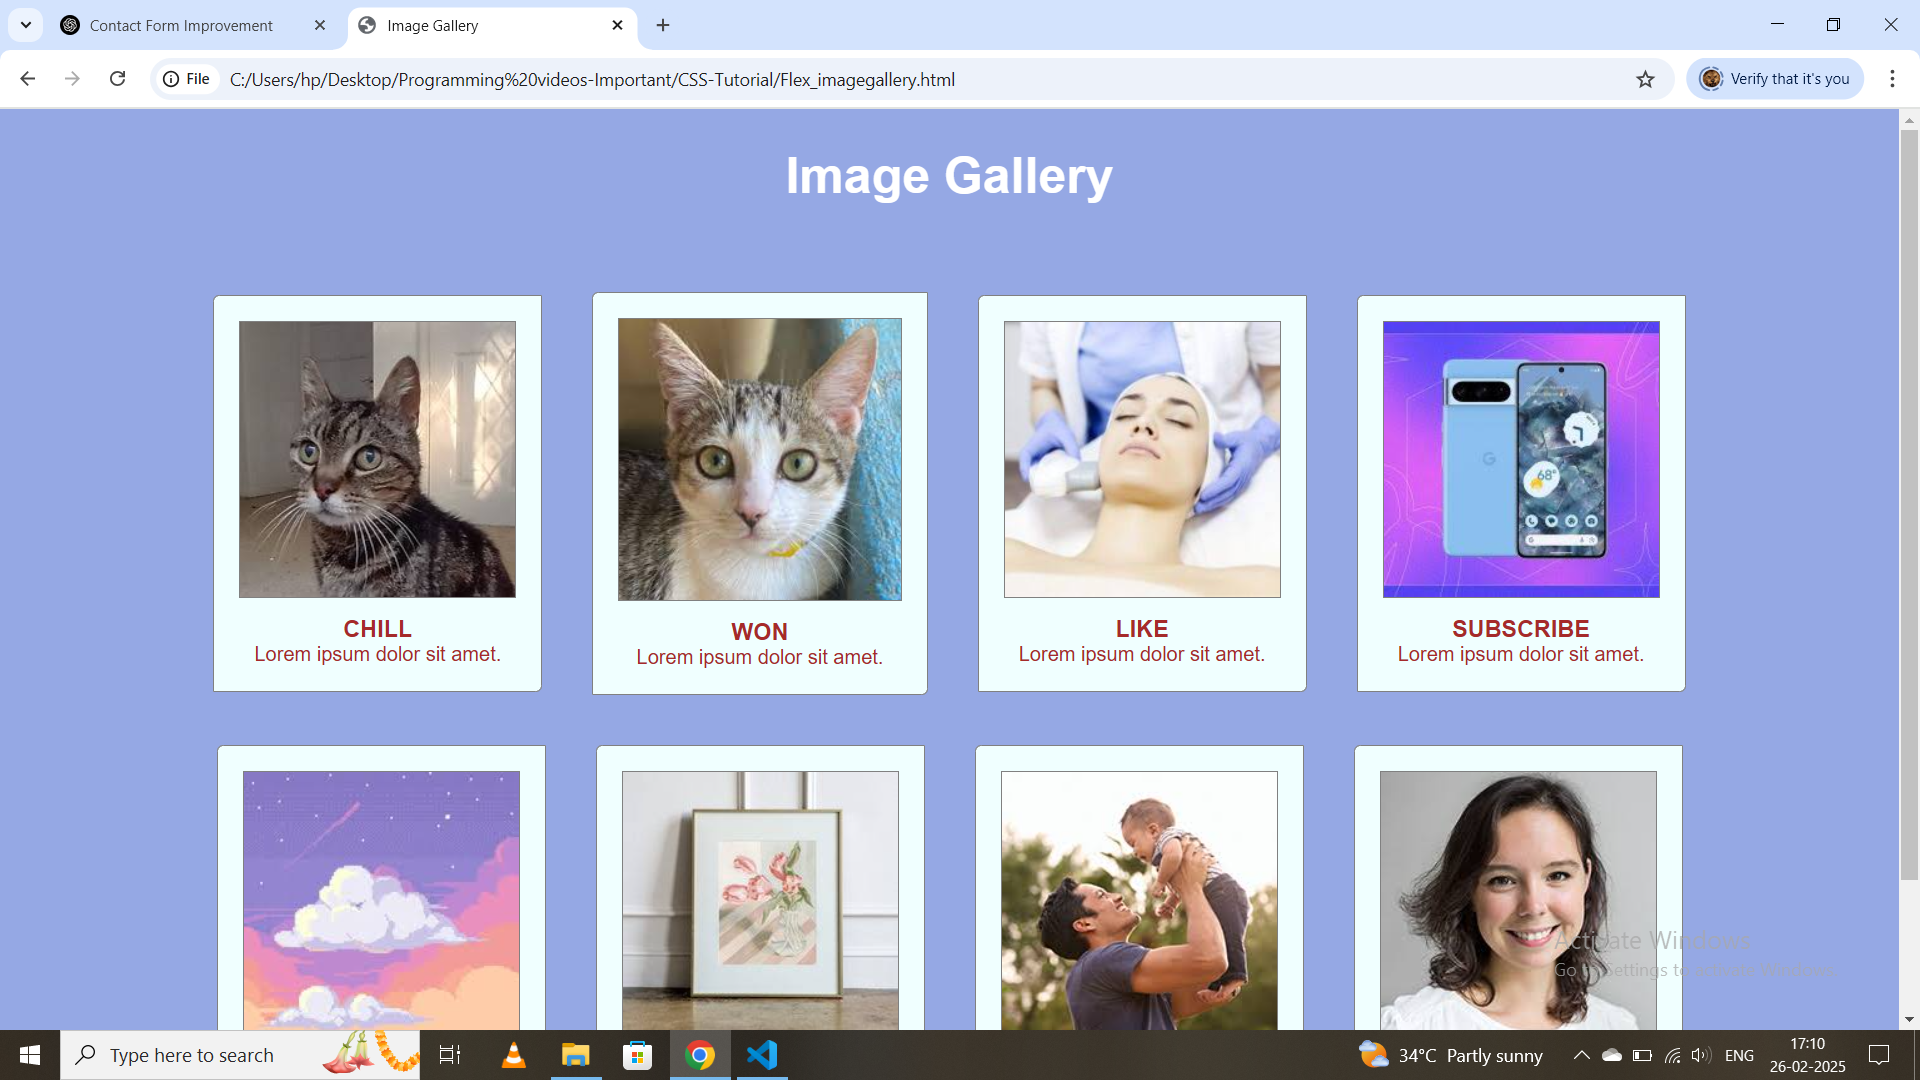 Contact Form Improvement
Image Gallery
File
C:/Users/hp/Desktop/Programming%20videos-Important/CSS-Tutorial/Flex_imagegallery.html
Verify that it's you
Image Gallery
CHILL
Lorem ipsum dolor sit amet.
WON
Lorem ipsum dolor sit amet.
LIKE
Lorem ipsum dolor sit amet.
SUBSCRIBE
Lorem ipsum dolor sit amet.
68°
G
Activate Windows
Go to Settings to activate Windows.
Type here to search
34°C Partly sunny
ENG
17:10
26-02-2025